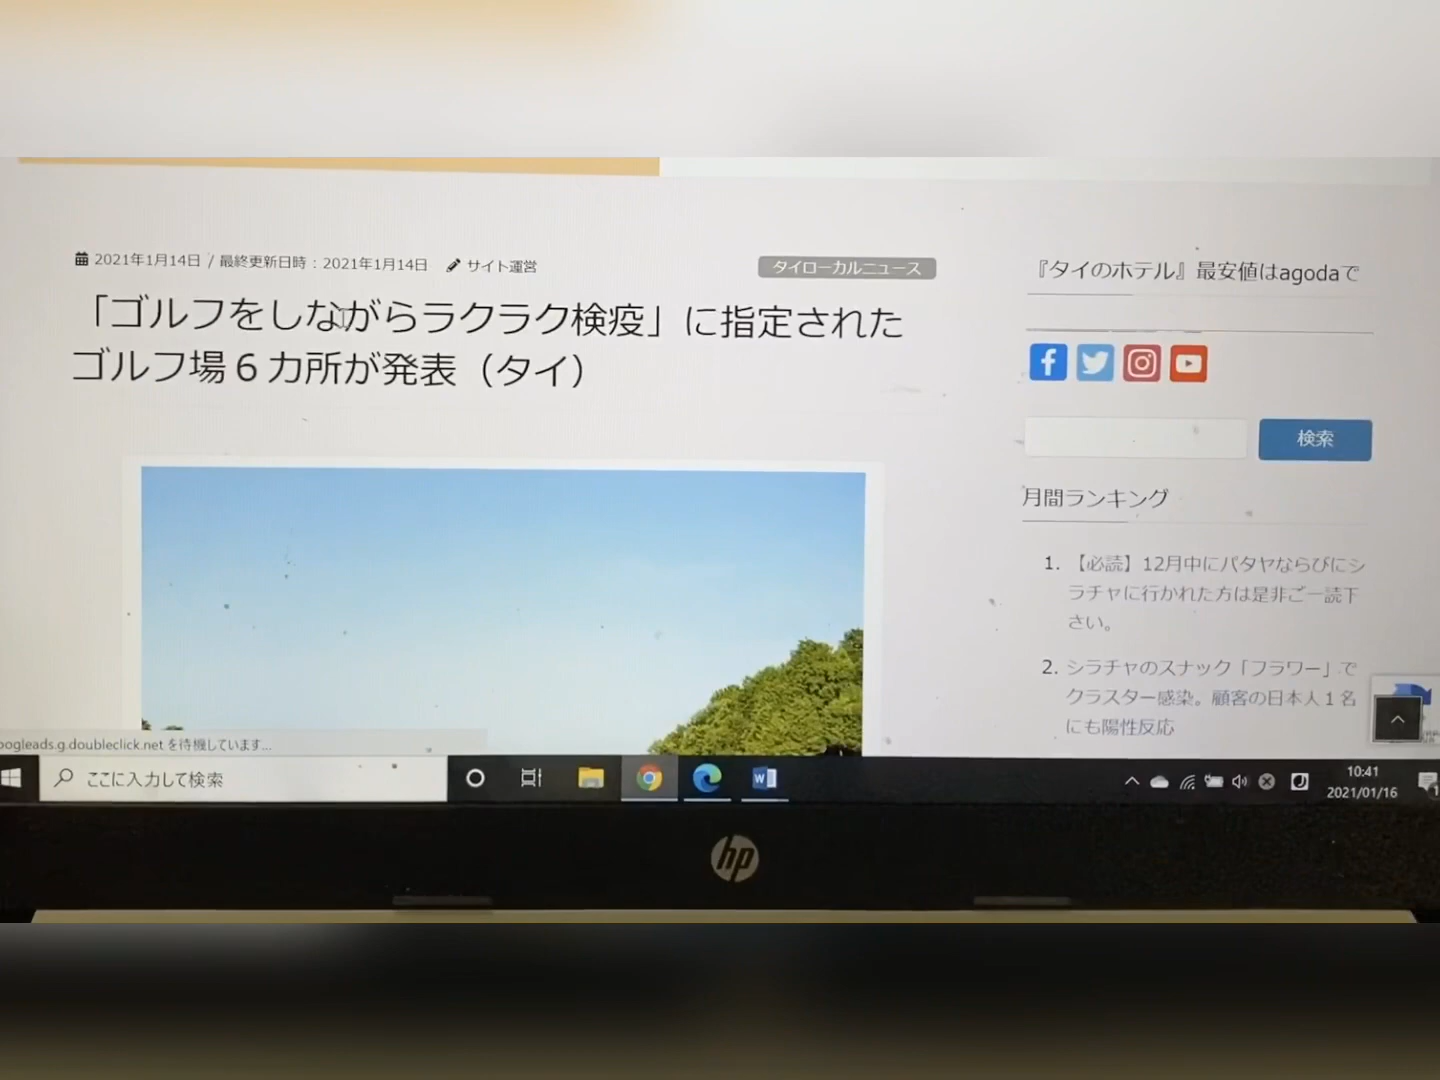 2021年1月14日 / 最終更新日時 : 2021年1月14日 サイト運営
タイローカルニュース
「ゴルフをしながらラクラク検疫」に指定された
ゴルフ場６カ所が発表（タイ）
『タイのホテル』最安値はagodaで
検索
月間ランキング
1. 【必読】12月中にパタヤならびにシ
ラチャに行かれた方は是非ご一読下
さい。
2. シラチャのスナック「フラワー」で
クラスター感染。顧客の日本人１名
にも陽性反応
oogleads.g.doubleclick.net を待機しています...
ここに入力して検索
10:41
2021/01/16
hp